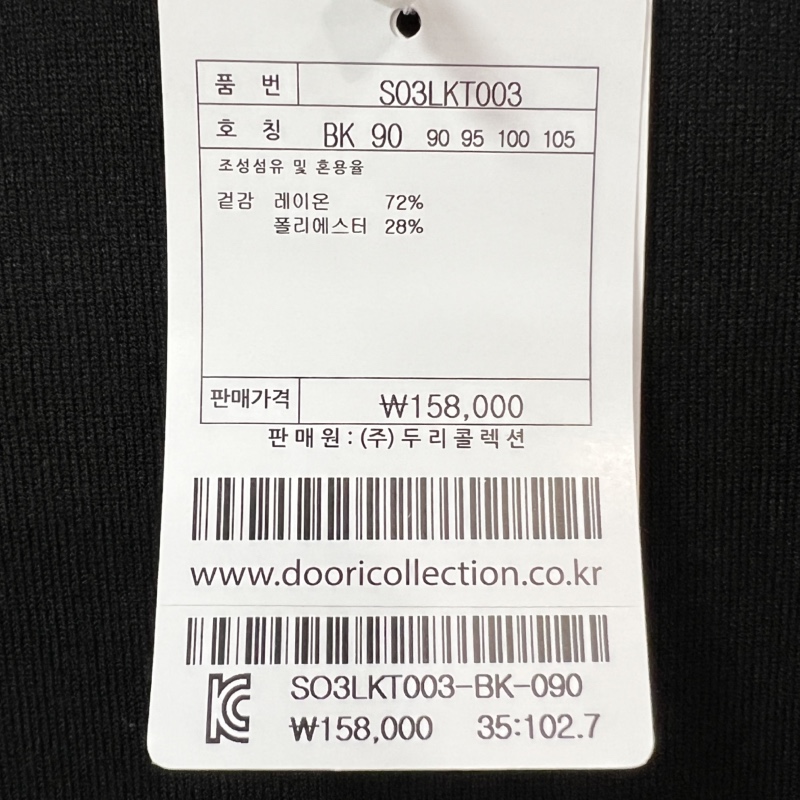 품 번 SO3LKT003
호 칭 BK 90 90 95 100 105
조성섬유 및 혼용율
겉감 레이온 72%
폴리에스터 28%
판매가격 ₩158,000
판매원 : (주)두리콜렉션
www.dooricollection.co.kr
SO3LKT003-BK-090
₩158,000 35:102.7